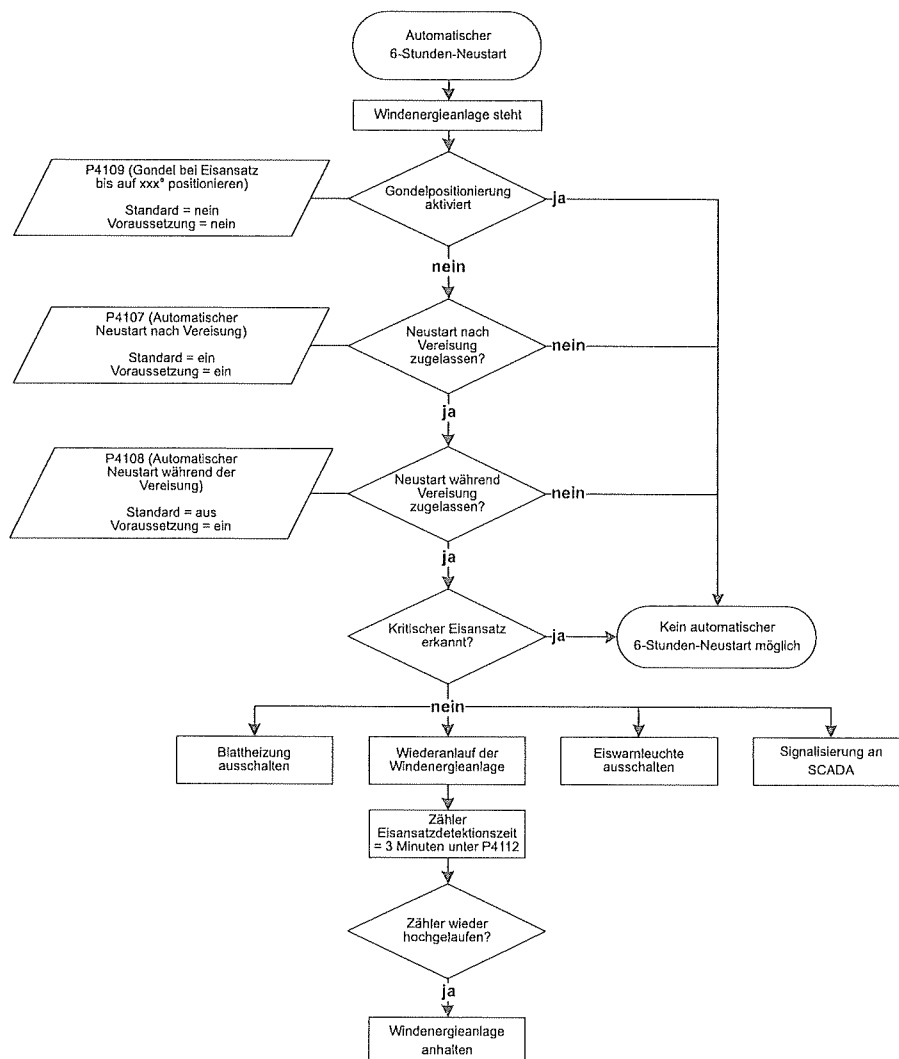 Automatischer
6-Stunden-Neustart
Windenergieanlage steht
P4109 (Gondel bei Eisansatz
bis auf xxx° positionieren)
Standard = nein
Voraussetzung = nein
Gondelpositionierung
aktiviert
ja
nein
P4107 (Automatischer
Neustart nach Vereisung)
Standard = ein
Voraussetzung = ein
Neustart nach
Vereisung
zugelassen?
nein
ja
P4108 (Automatischer
Neustart während der
Vereisung)
Standard = aus
Voraussetzung = ein
Neustart während
Vereisung
zugelassen?
nein
ja
Kritischer Eisansatz
erkannt?
ja
Kein automatischer
6-Stunden-Neustart möglich
nein
Blattheizung
ausschalten
Wiederanlauf der
Windenergieanlage
Eiswarnleuchte
ausschalten
Signalisierung an
SCADA
Zähler
Eisansatzdetektionszeit
= 3 Minuten unter P4112
Zähler wieder
hochgelaufen?
ja
Windenergieanlage
anhalten